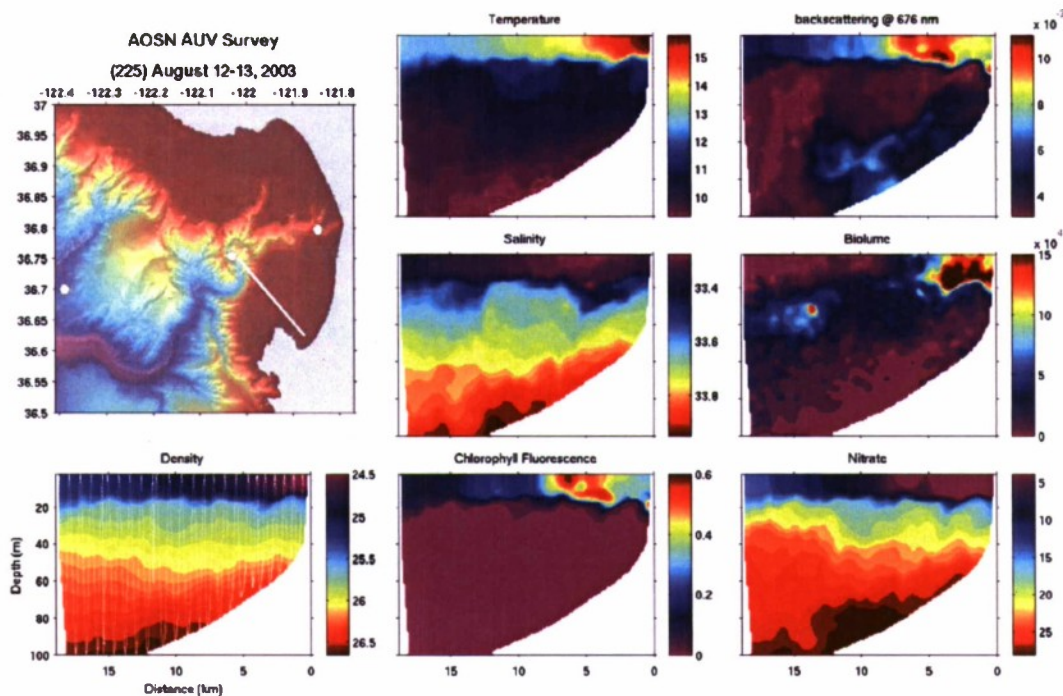 AOSN AUV Survey
(225) August 12-13, 2003
-122.4 -122.3 -122.2 -122.1 -122 -121.9 -121.8
37
36.95
36.9
36.85
36.8
36.75
36.7
36.65
36.6
36.55
36.5
Temperature
15
14
13
12
11
10
backscattering @ 676 nm
x 10
10
8
6
4
Salinity
33.4
33.6
33.8
Biolume
x 10
15
10
5
0
Density
20
40
60
80
100
Depth (m)
15 10 5 0
Distance (km)
24.5
25
25.5
26
26.5
Chlorophyll Fluorescence
15 10 5 0
0.6
0.4
0.2
0
Nitrate
15 10 5 0
5
10
15
20
25